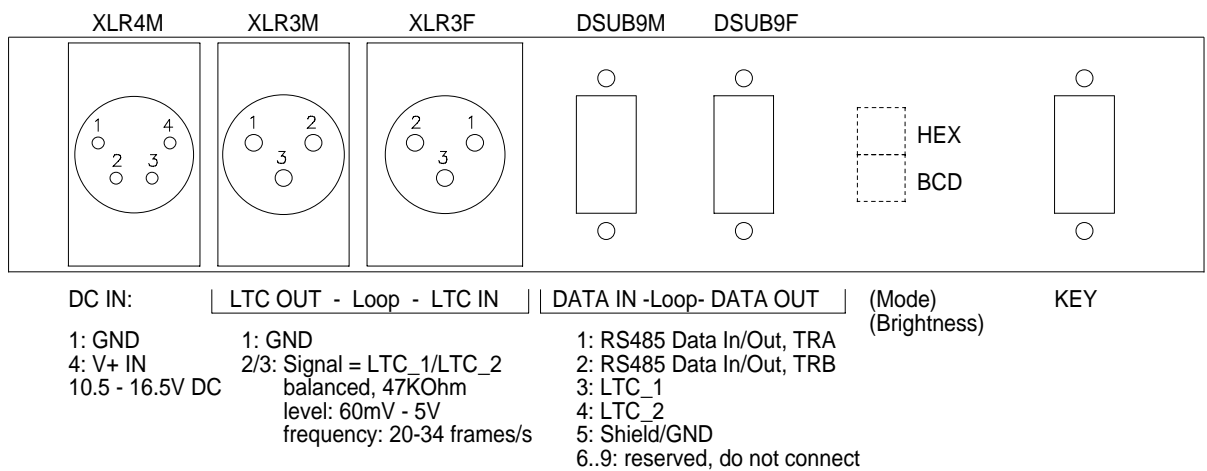 XLR4M XLR3M XLR3F DSUB9M DSUB9F
1 4 1 2 2 1
2 3 3 3
HEX
BCD
DC IN:
1: GND
4: V+ IN
10.5 - 16.5V DC
LTC OUT - Loop - LTC IN
1: GND
2/3: Signal = LTC_1/LTC_2
balanced, 47KOhm
level: 60mV - 5V
frequency: 20-34 frames/s
DATA IN -Loop- DATA OUT
1: RS485 Data In/Out, TRA
2: RS485 Data In/Out, TRB
3: LTC_1
4: LTC_2
5: Shield/GND
6..9: reserved, do not connect
(Mode)
(Brightness)
KEY